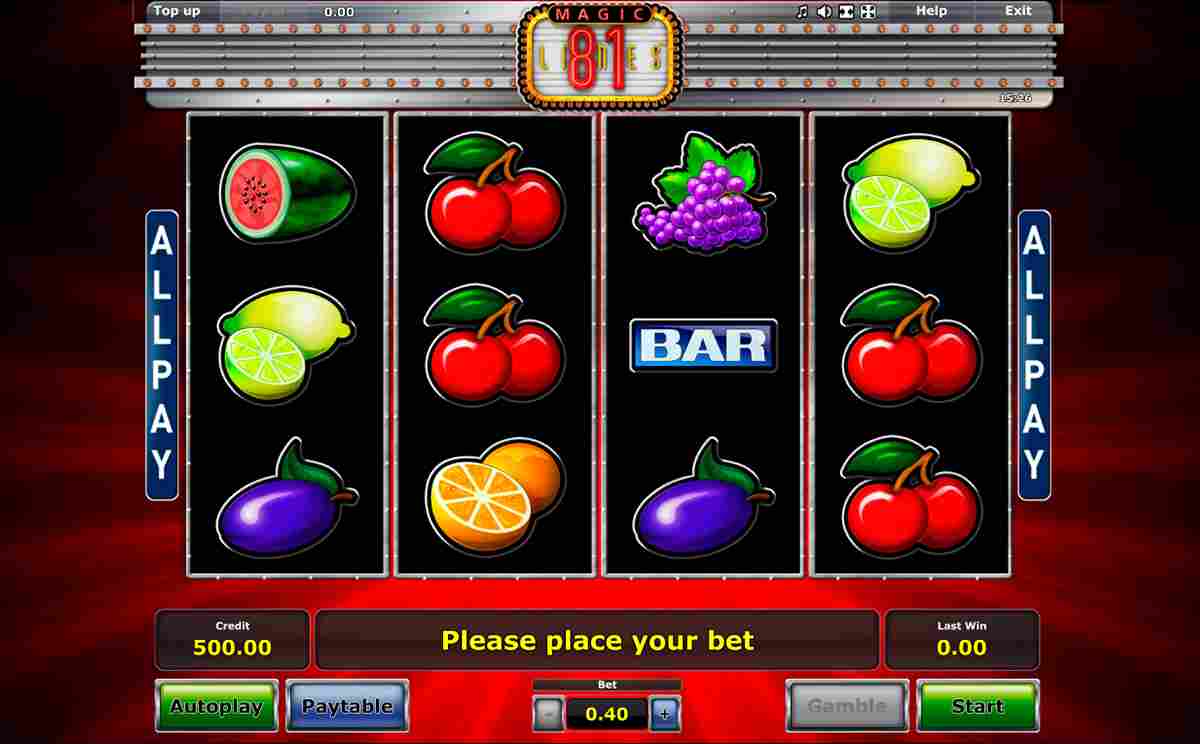 Top up
0.00
Help
Exit
MAGIC
81
LINES
15:26
ALLPAY
BAR
ALLPAY
Credit
500.00
Please place your bet
Last Win
0.00
Autoplay
Paytable
Bet
-
0.40
+
Gamble
Start